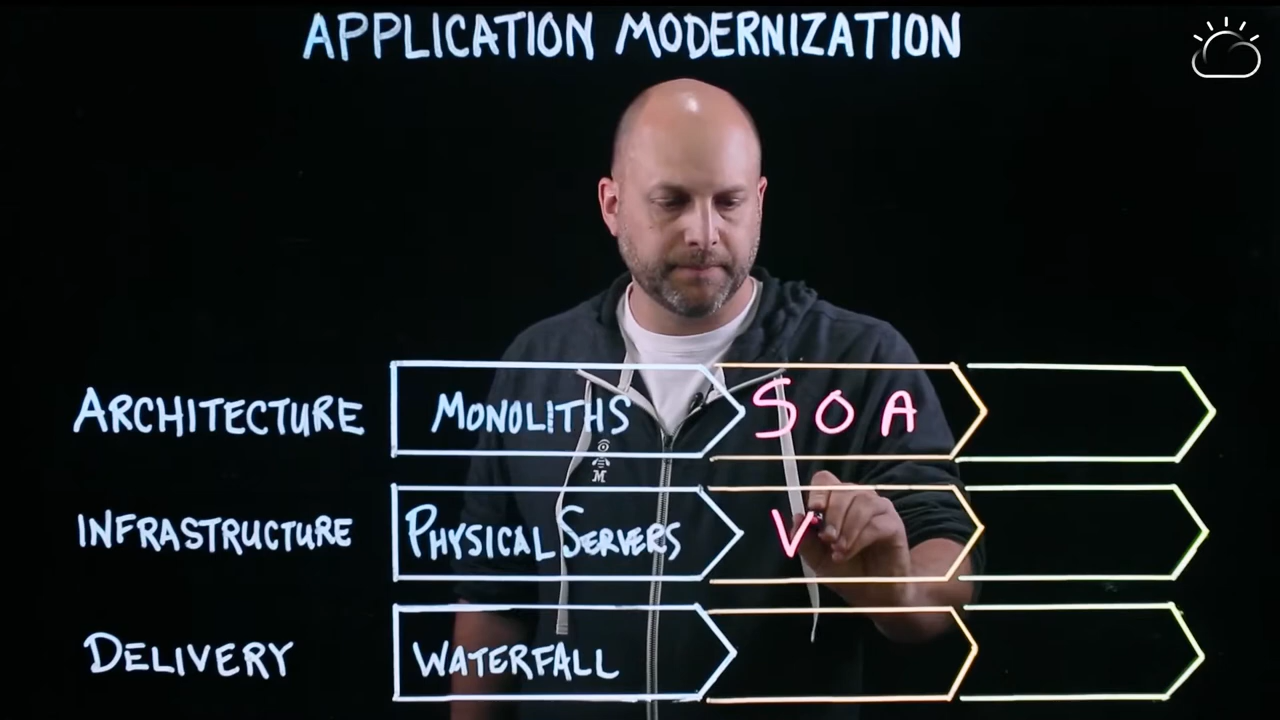 APPLICATION MODERNIZATION
ARCHITECTURE MONOLITHS SOA
INFRASTRUCTURE PHYSICAL SERVERS V
DELIVERY WATERFALL
M